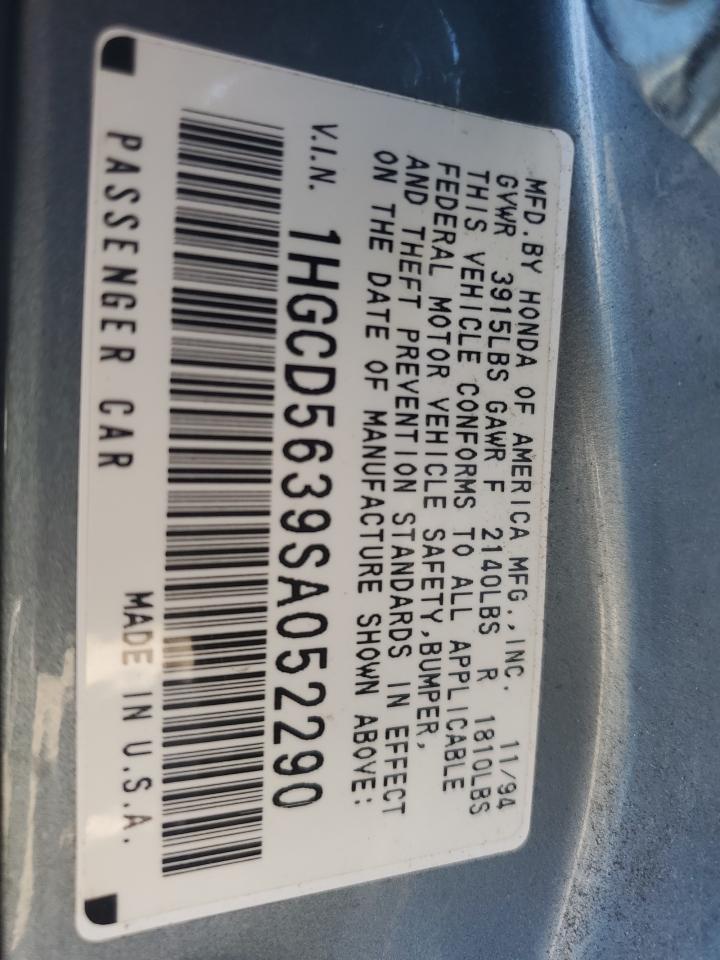 MFD.BY HONDA OF AMERICA MFG.,INC. 11/94
GVWR 3915LBS GAWR F 2140LBS R 1810LBS
THIS VEHICLE CONFORMS TO ALL APPLICABLE
FEDERAL MOTOR VEHICLE SAFETY,BUMPER,
AND THEFT PREVENTION STANDARDS IN EFFECT
ON THE DATE OF MANUFACTURE SHOWN ABOVE:
V.I.N. 1HGCD5639SA052290
PASSENGER CAR MADE IN U.S.A.